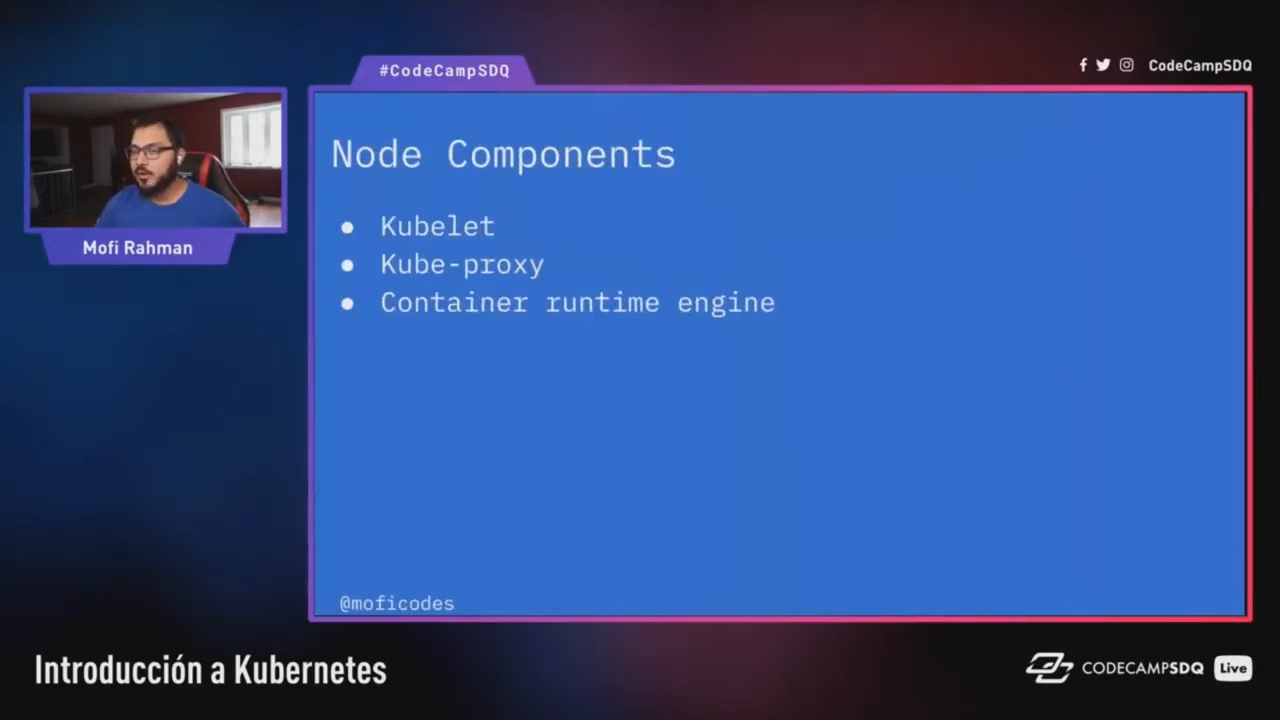 #CodeCampSDQ
CodeCampSDQ
Mofi Rahman
Node Components
● Kubelet
● Kube-proxy
● Container runtime engine
@moficodes
Introducción a Kubernetes
CODECAMPSDQ Live